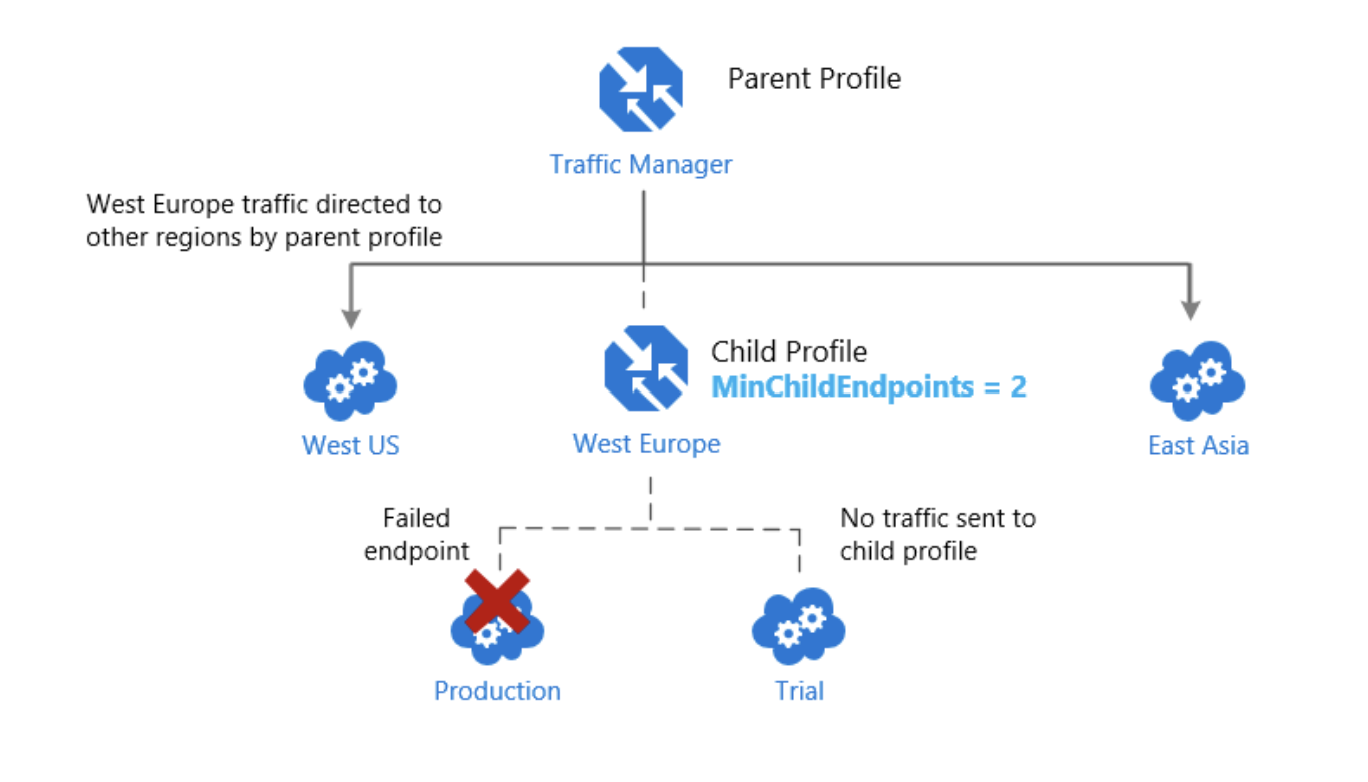 Parent Profile
Traffic Manager
West Europe traffic directed to
other regions by parent profile
Child Profile
MinChildEndpoints = 2
West US
West Europe
East Asia
Failed
endpoint
No traffic sent to
child profile
Production
Trial